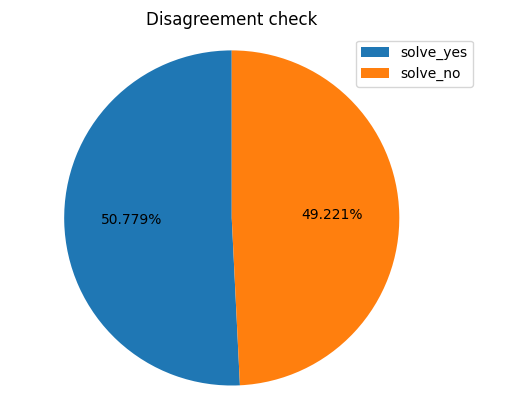 Disagreement check
solve_yes
solve_no
50.779%
49.221%